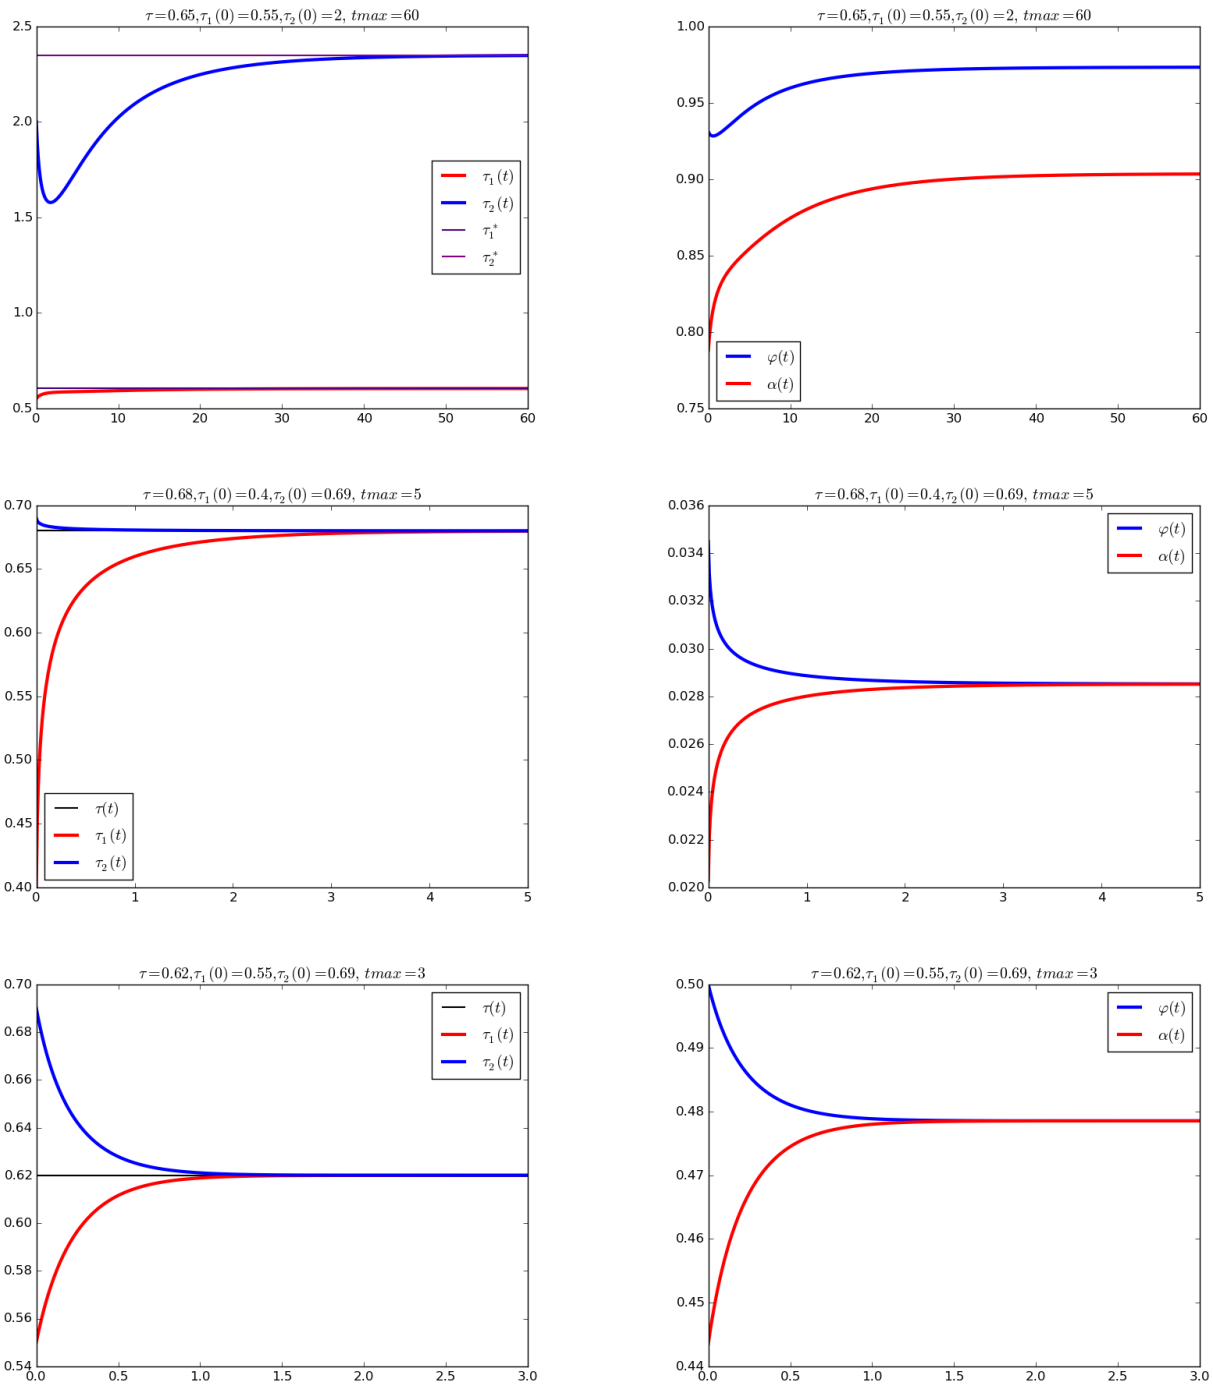 τ=0.65,τ₁(0)=0.55,τ₂(0)=2, tmax=60
2.5
2.0
1.5
1.0
0.5
τ₁(t)
τ₂(t)
τ₁*
τ₂*
0 10 20 30 40 50 60
τ=0.65,τ₁(0)=0.55,τ₂(0)=2, tmax=60
1.00
0.95
0.90
0.85
0.80
0.75
φ(t)
α(t)
0 10 20 30 40 50 60
τ=0.68,τ₁(0)=0.4,τ₂(0)=0.69, tmax=5
0.70
0.65
0.60
0.55
0.50
0.45
0.40
τ(t)
τ₁(t)
τ₂(t)
0 1 2 3 4 5
τ=0.68,τ₁(0)=0.4,τ₂(0)=0.69, tmax=5
0.036
0.034
0.032
0.030
0.028
0.026
0.024
0.022
0.020
φ(t)
α(t)
0 1 2 3 4 5
τ=0.62,τ₁(0)=0.55,τ₂(0)=0.69, tmax=3
0.70
0.68
0.66
0.64
0.62
0.60
0.58
0.56
0.54
τ(t)
τ₁(t)
τ₂(t)
0.0 0.5 1.0 1.5 2.0 2.5 3.0
τ=0.62,τ₁(0)=0.55,τ₂(0)=0.69, tmax=3
0.50
0.49
0.48
0.47
0.46
0.45
0.44
φ(t)
α(t)
0.0 0.5 1.0 1.5 2.0 2.5 3.0